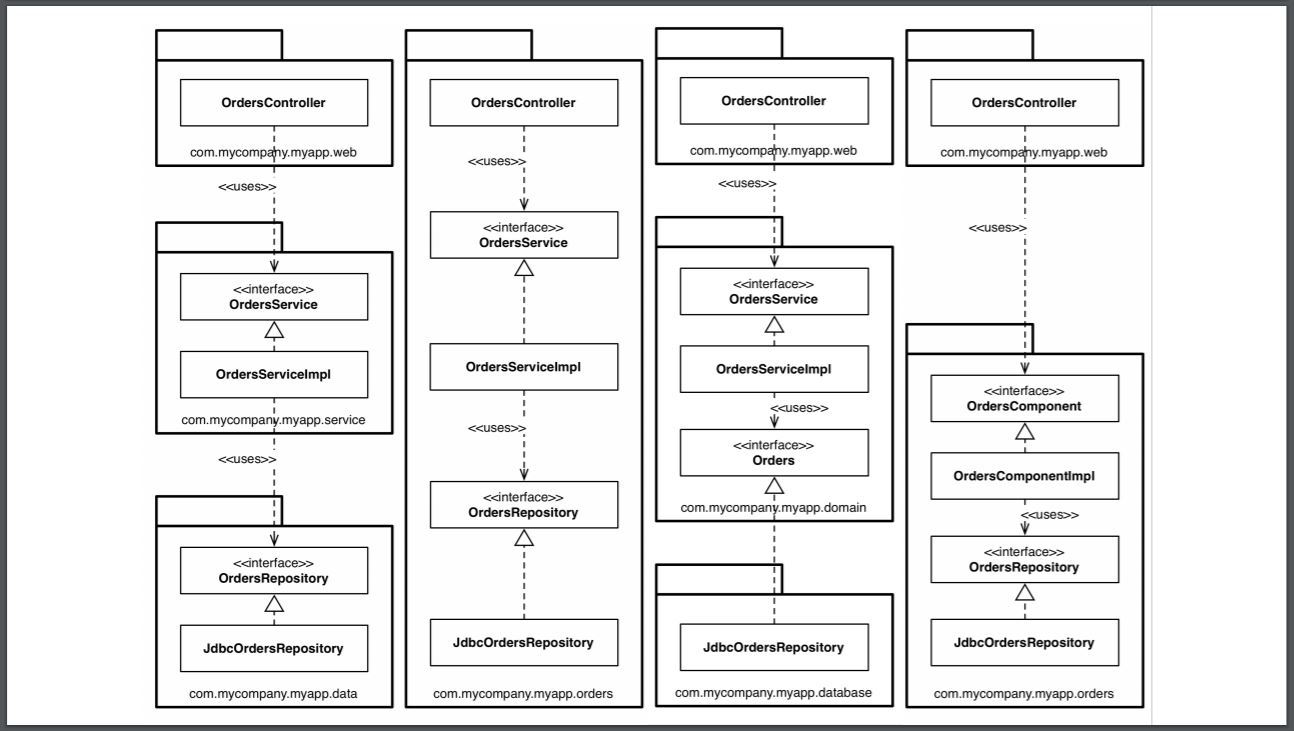 OrdersController
com.mycompany.myapp.web
<<uses>>
<<interface>>
OrdersService
OrdersServiceImpl
com.mycompany.myapp.service
<<uses>>
<<interface>>
OrdersRepository
JdbcOrdersRepository
com.mycompany.myapp.data
OrdersController
<<uses>>
<<interface>>
OrdersService
OrdersServiceImpl
<<uses>>
<<interface>>
OrdersRepository
JdbcOrdersRepository
com.mycompany.myapp.orders
OrdersController
com.mycompany.myapp.web
<<uses>>
<<interface>>
OrdersService
OrdersServiceImpl
<<uses>>
<<interface>>
Orders
com.mycompany.myapp.domain
JdbcOrdersRepository
com.mycompany.myapp.database
OrdersController
com.mycompany.myapp.web
<<uses>>
<<interface>>
OrdersComponent
OrdersComponentImpl
<<uses>>
<<interface>>
OrdersRepository
JdbcOrdersRepository
com.mycompany.myapp.orders